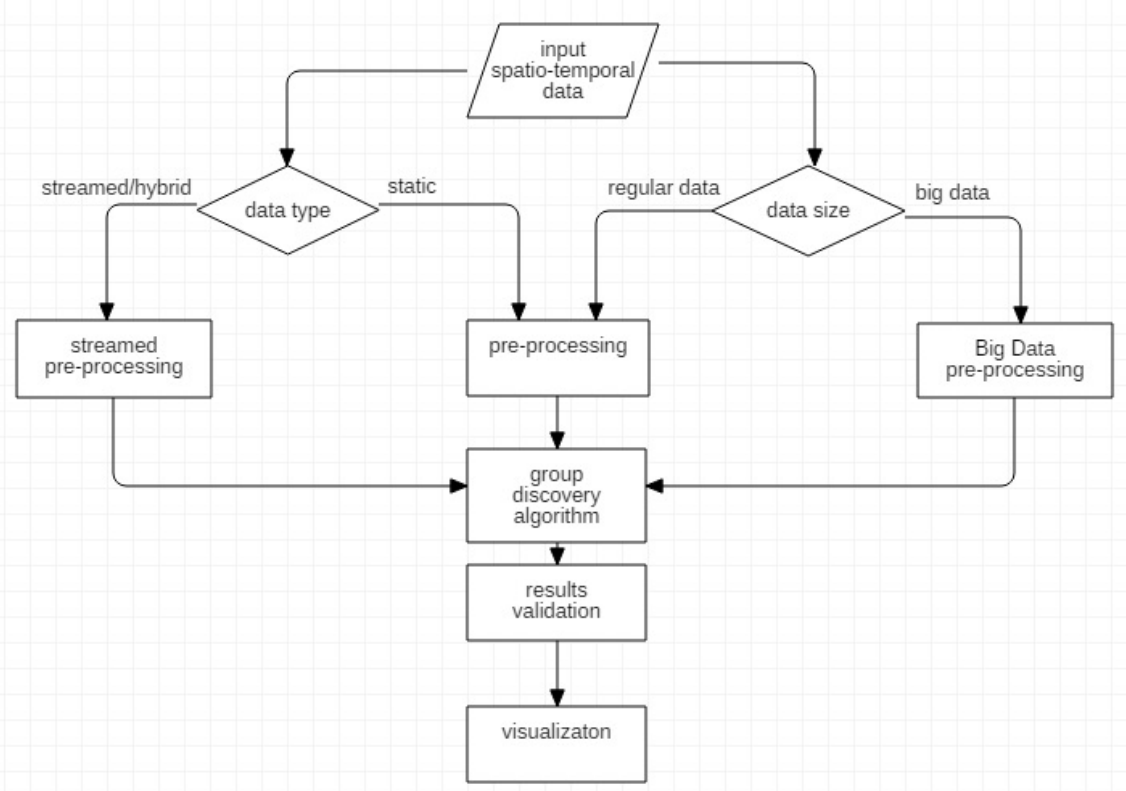 input
spatio-temporal
data
streamed/hybrid
data type
static
regular data
data size
big data
streamed
pre-processing
pre-processing
Big Data
pre-processing
group
discovery
algorithm
results
validation
visualizaton